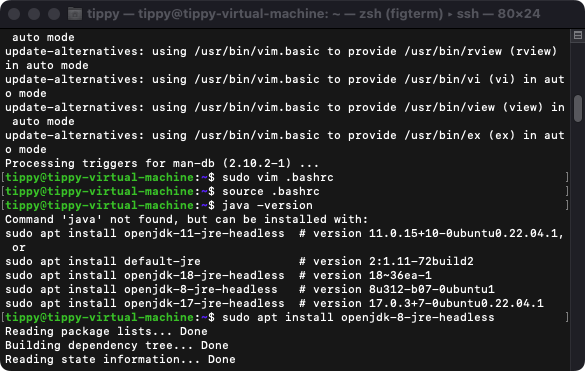 tippy — tippy@tippy-virtual-machine: ~ — zsh (figterm) ▸ ssh — 80×24
 auto mode
update-alternatives: using /usr/bin/vim.basic to provide /usr/bin/rview (rview)
in auto mode
update-alternatives: using /usr/bin/vim.basic to provide /usr/bin/vi (vi) in aut
o mode
update-alternatives: using /usr/bin/vim.basic to provide /usr/bin/view (view) in
 auto mode
update-alternatives: using /usr/bin/vim.basic to provide /usr/bin/ex (ex) in aut
o mode
Processing triggers for man-db (2.10.2-1) ...
[tippy@tippy-virtual-machine:~$ sudo vim .bashrc ]
[tippy@tippy-virtual-machine:~$ source .bashrc ]
[tippy@tippy-virtual-machine:~$ java -version ]
Command 'java' not found, but can be installed with:
sudo apt install openjdk-11-jre-headless  # version 11.0.15+10-0ubuntu0.22.04.1,
 or
sudo apt install default-jre              # version 2:1.11-72build2
sudo apt install openjdk-18-jre-headless  # version 18~36ea-1
sudo apt install openjdk-8-jre-headless   # version 8u312-b07-0ubuntu1
sudo apt install openjdk-17-jre-headless  # version 17.0.3+7-0ubuntu0.22.04.1
[tippy@tippy-virtual-machine:~$ sudo apt install openjdk-8-jre-headless ]
Reading package lists... Done
Building dependency tree... Done
Reading state information... Done